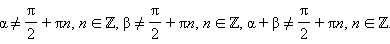 α ≠ π/2 + πn, n ∈ ℤ, β ≠ π/2 + πn, n ∈ ℤ, α + β ≠ π/2 + πn, n ∈ ℤ.